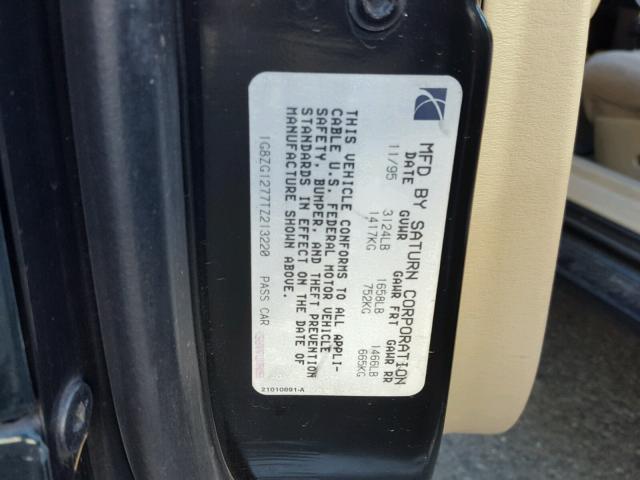 MFD BY SATURN CORPORATION
DATE GVWR GAWR FRT GAWR RR
11/95 3124LB 1658LB 1466LB
1417KG 752KG 665KG
THIS VEHICLE CONFORMS TO ALL APPLI-
CABLE U.S. FEDERAL MOTOR VEHICLE
SAFETY, BUMPER, AND THEFT PREVENTION
STANDARDS IN EFFECT ON THE DATE OF
MANUFACTURE SHOWN ABOVE.
1G8ZG1277TZ213220 PASS CAR
21010891-A